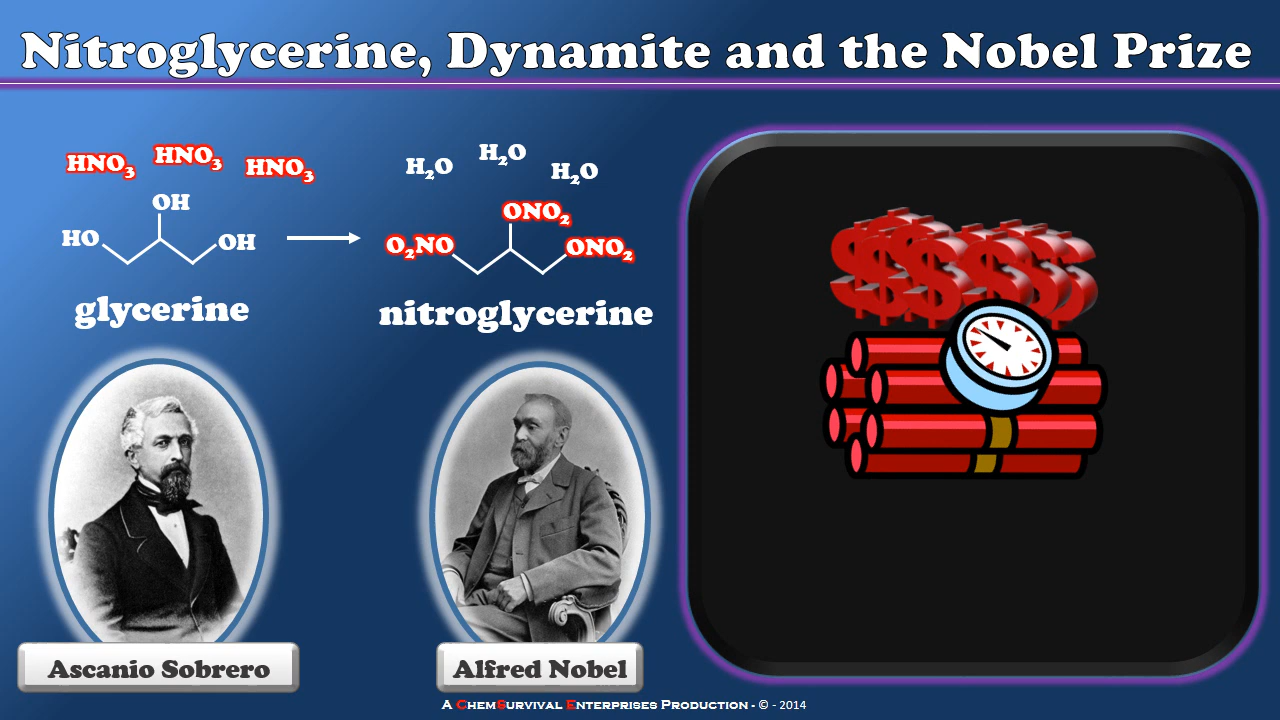 Nitroglycerine, Dynamite and the Nobel Prize
HNO₃ HNO₃ HNO₃
OH
HO
OH
glycerine
H₂O H₂O H₂O
ONO₂
O₂NO
ONO₂
nitroglycerine
$ $ $ $ $ $ $
Ascanio Sobrero
Alfred Nobel
A ChemSurvival Enterprises Production - © - 2014